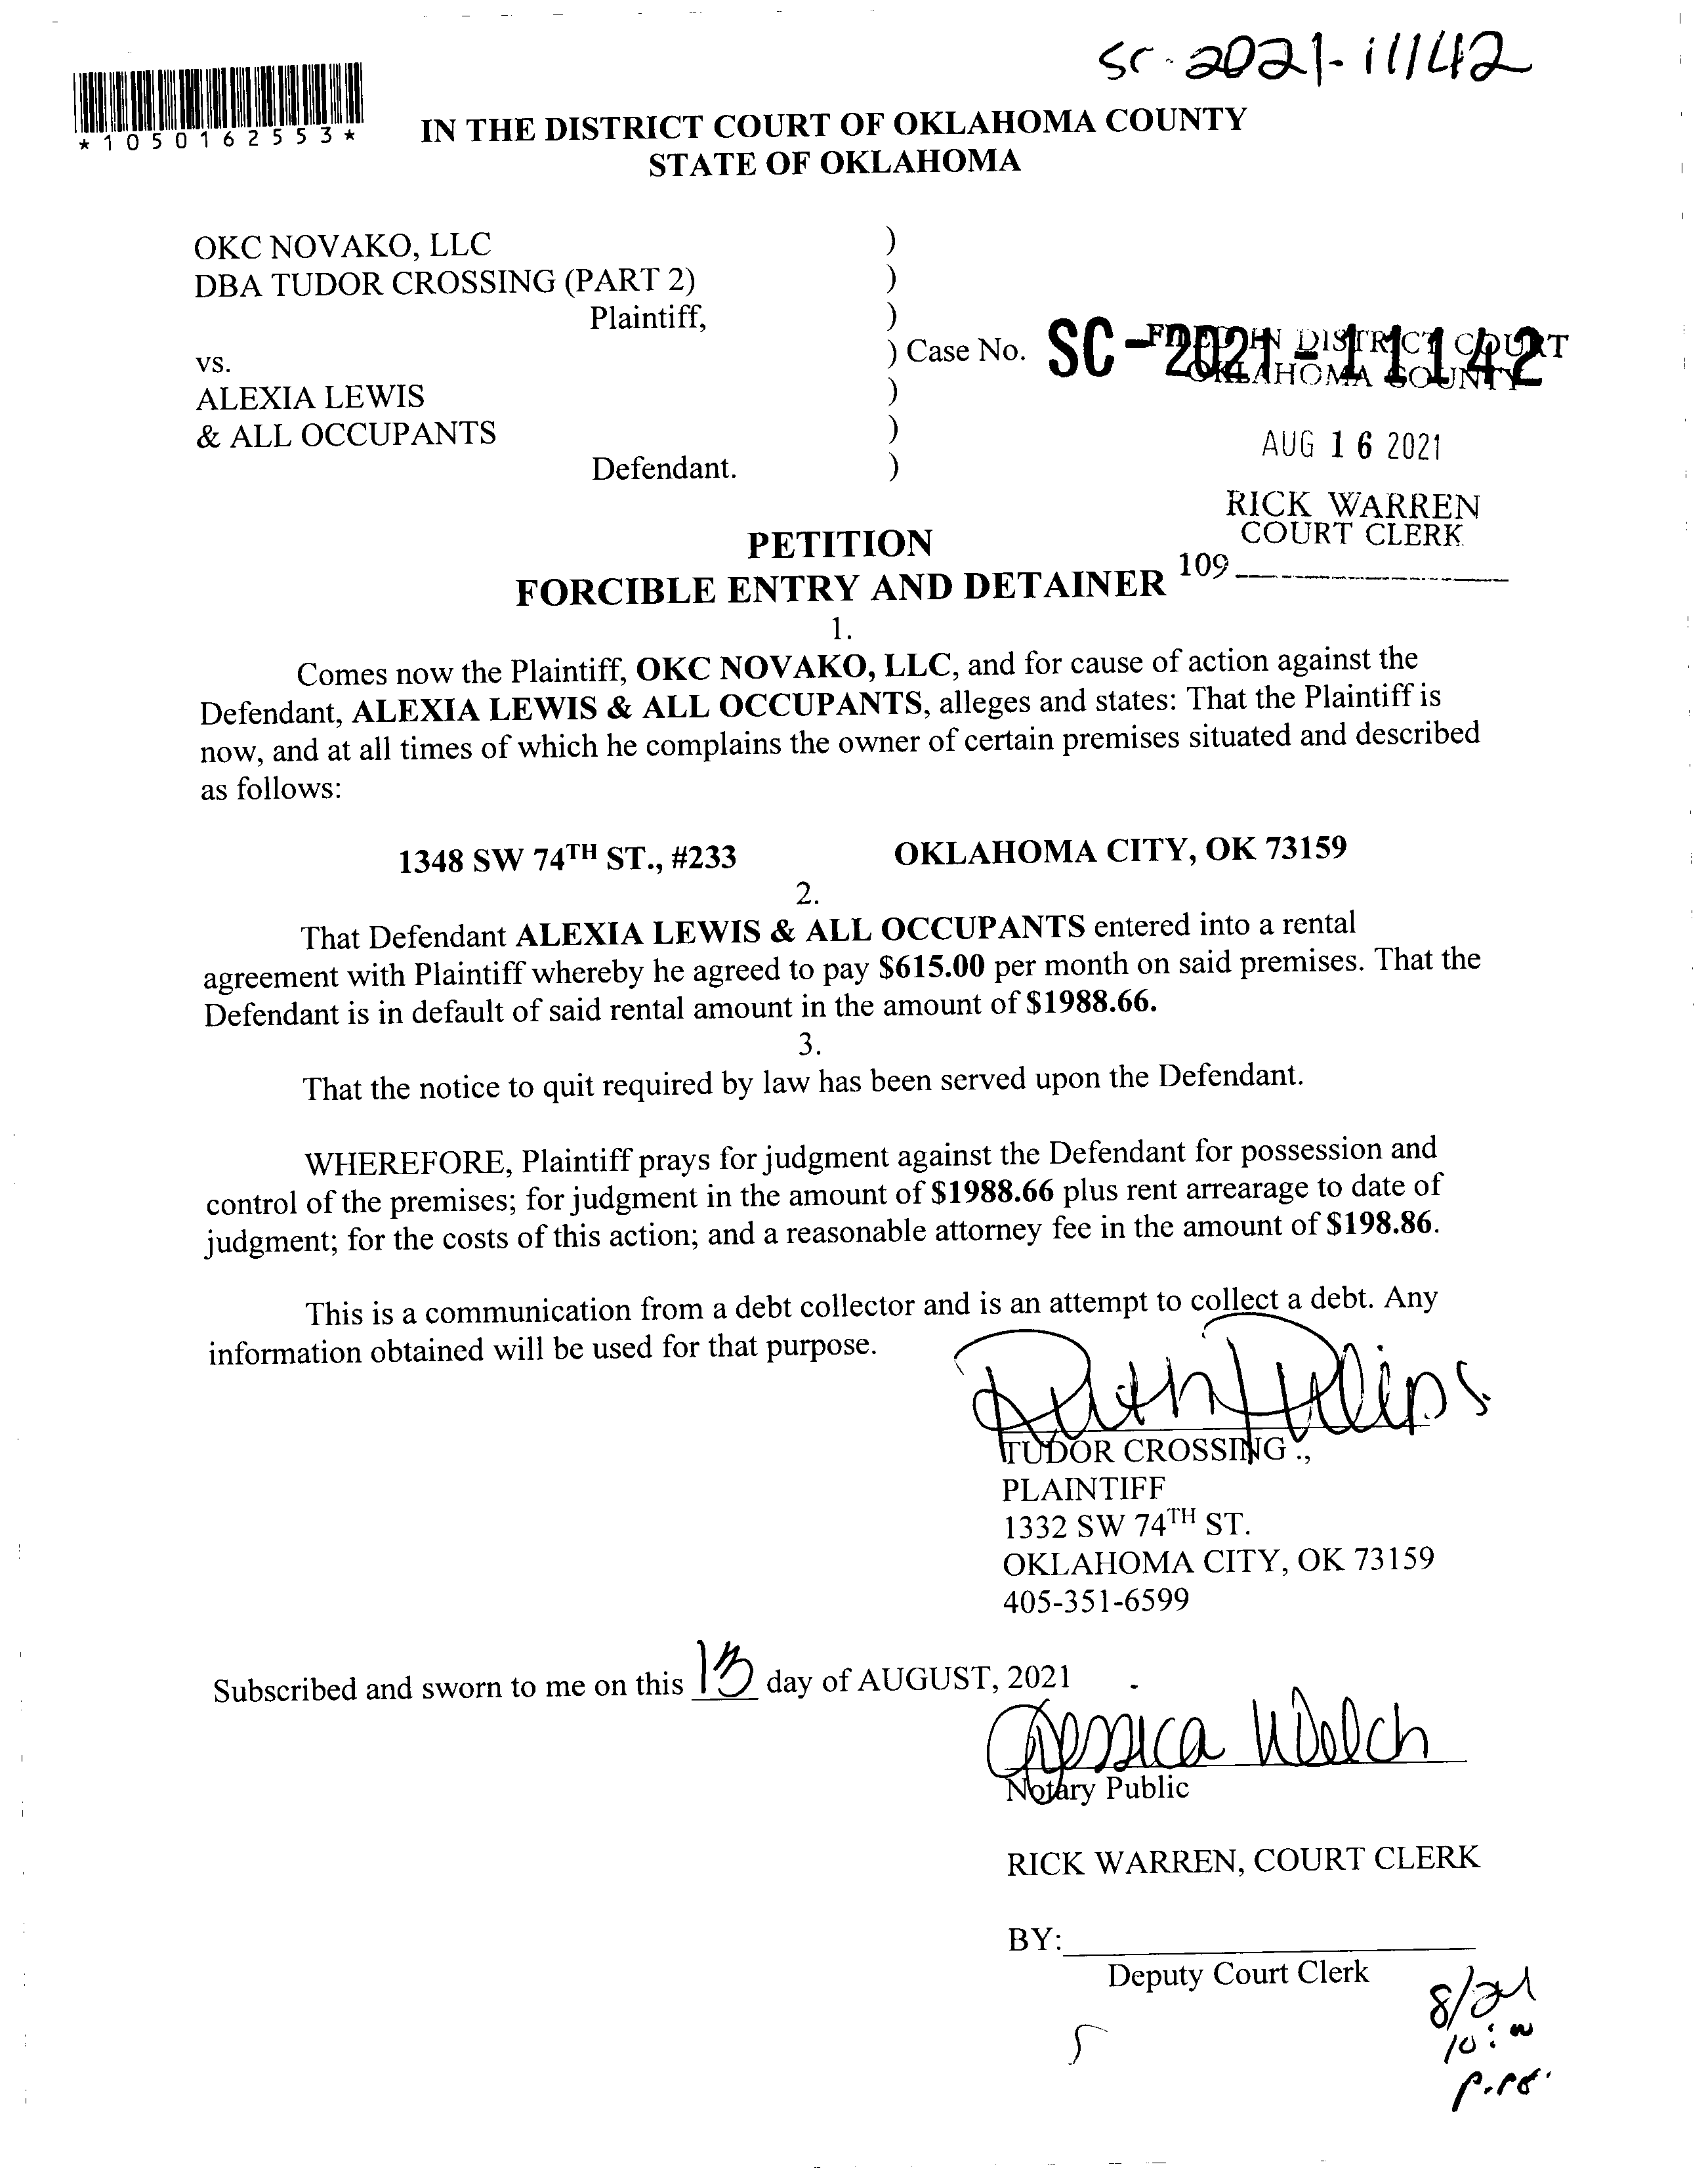 sc-2021-11142
*1050162553*
IN THE DISTRICT COURT OF OKLAHOMA COUNTY
STATE OF OKLAHOMA
OKC NOVAKO, LLC )
DBA TUDOR CROSSING (PART 2) )
Plaintiff, )
vs. ) Case No. SC-2021-11142
FILED IN DISTRICT COURT
OKLAHOMA COUNTY
ALEXIA LEWIS )
& ALL OCCUPANTS )
AUG 16 2021
Defendant. )
RICK WARREN
COURT CLERK
109
PETITION
FORCIBLE ENTRY AND DETAINER
1.
Comes now the Plaintiff, OKC NOVAKO, LLC, and for cause of action against the
Defendant, ALEXIA LEWIS & ALL OCCUPANTS, alleges and states: That the Plaintiff is
now, and at all times of which he complains the owner of certain premises situated and described
as follows:
1348 SW 74TH ST., #233 OKLAHOMA CITY, OK 73159
2.
That Defendant ALEXIA LEWIS & ALL OCCUPANTS entered into a rental
agreement with Plaintiff whereby he agreed to pay $615.00 per month on said premises. That the
Defendant is in default of said rental amount in the amount of $1988.66.
3.
That the notice to quit required by law has been served upon the Defendant.
WHEREFORE, Plaintiff prays for judgment against the Defendant for possession and
control of the premises; for judgment in the amount of $1988.66 plus rent arrearage to date of
judgment; for the costs of this action; and a reasonable attorney fee in the amount of $198.86.
This is a communication from a debt collector and is an attempt to collect a debt. Any
information obtained will be used for that purpose.
Ruth
TUDOR CROSSING .,
PLAINTIFF
1332 SW 74TH ST.
OKLAHOMA CITY, OK 73159
405-351-6599
Subscribed and sworn to me on this 13 day of AUGUST, 2021
Jessica Welch
Notary Public
RICK WARREN, COURT CLERK
BY:
Deputy Court Clerk